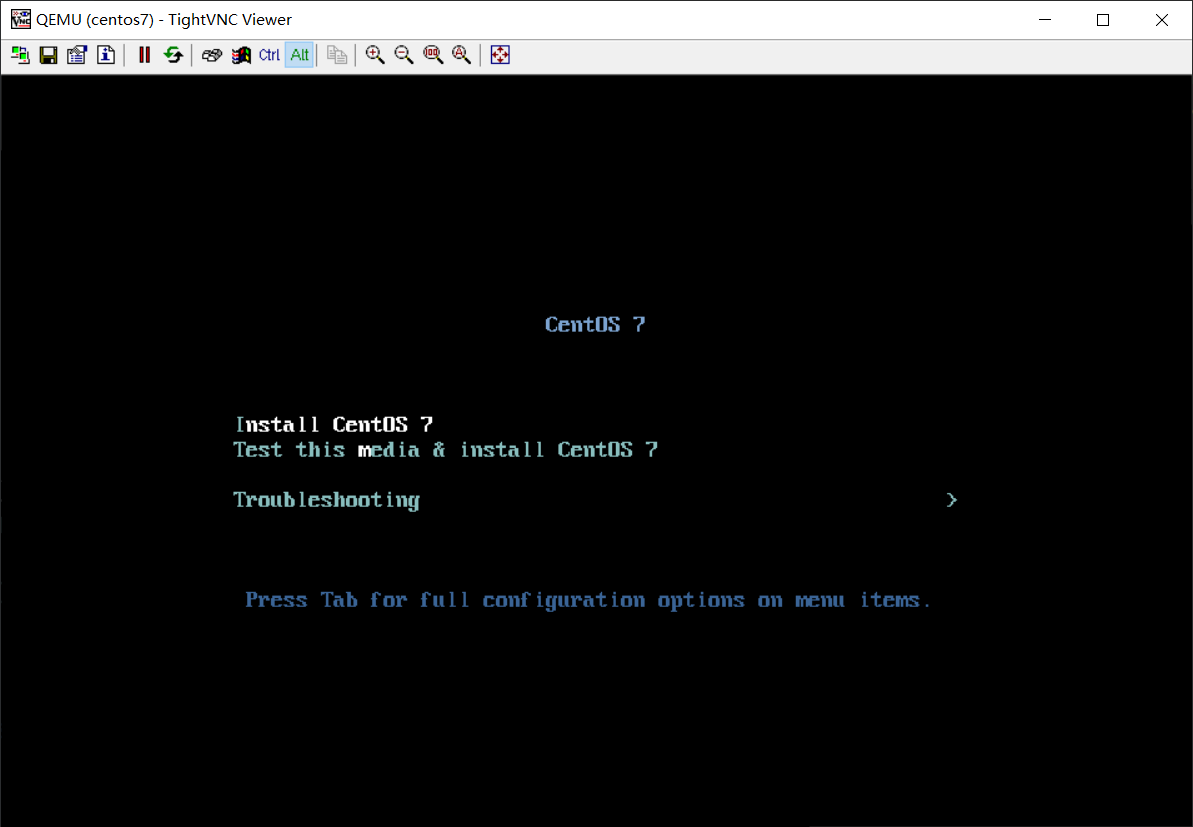 QEMU (centos7) - TightVNC Viewer
Ctrl Alt
CentOS 7
Install CentOS 7
Test this media & install CentOS 7
Troubleshooting >
Press Tab for full configuration options on menu items.